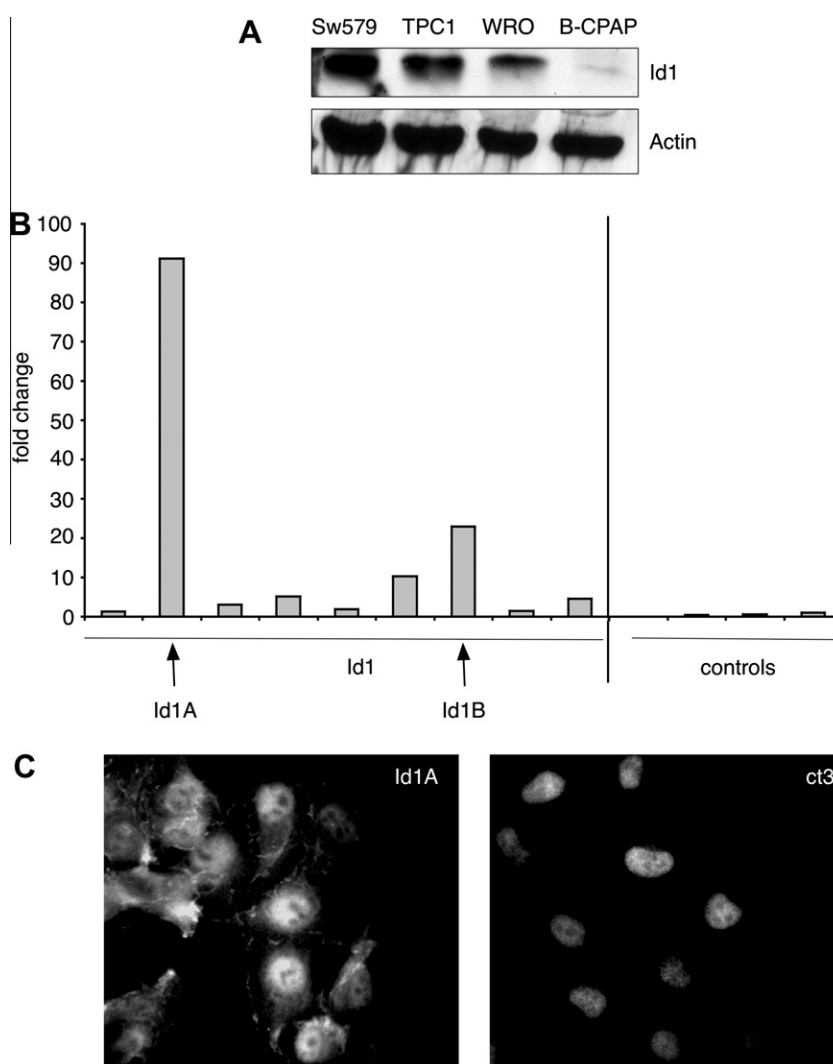 A
Sw579 TPC1 WRO B-CPAP
Id1
Actin
B
fold change
100
90
80
70
60
50
40
30
20
10
0
Id1 controls
Id1A Id1B
C
Id1A
ct3